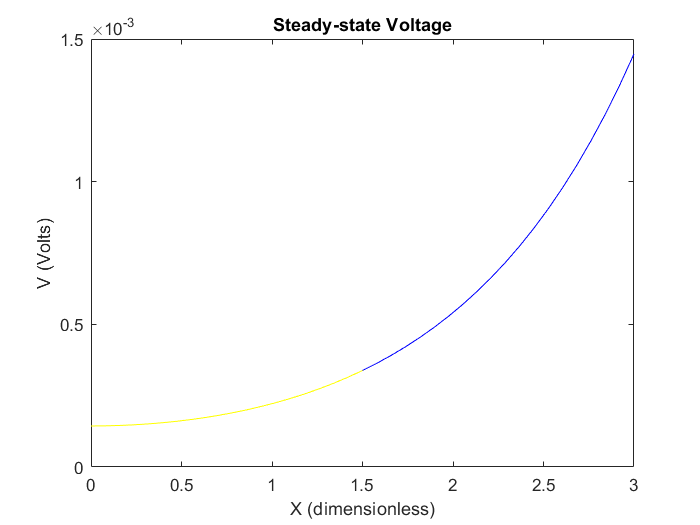 Steady-state Voltage
×10⁻³
1.5
1
0.5
0
V (Volts)
0 0.5 1 1.5 2 2.5 3
X (dimensionless)